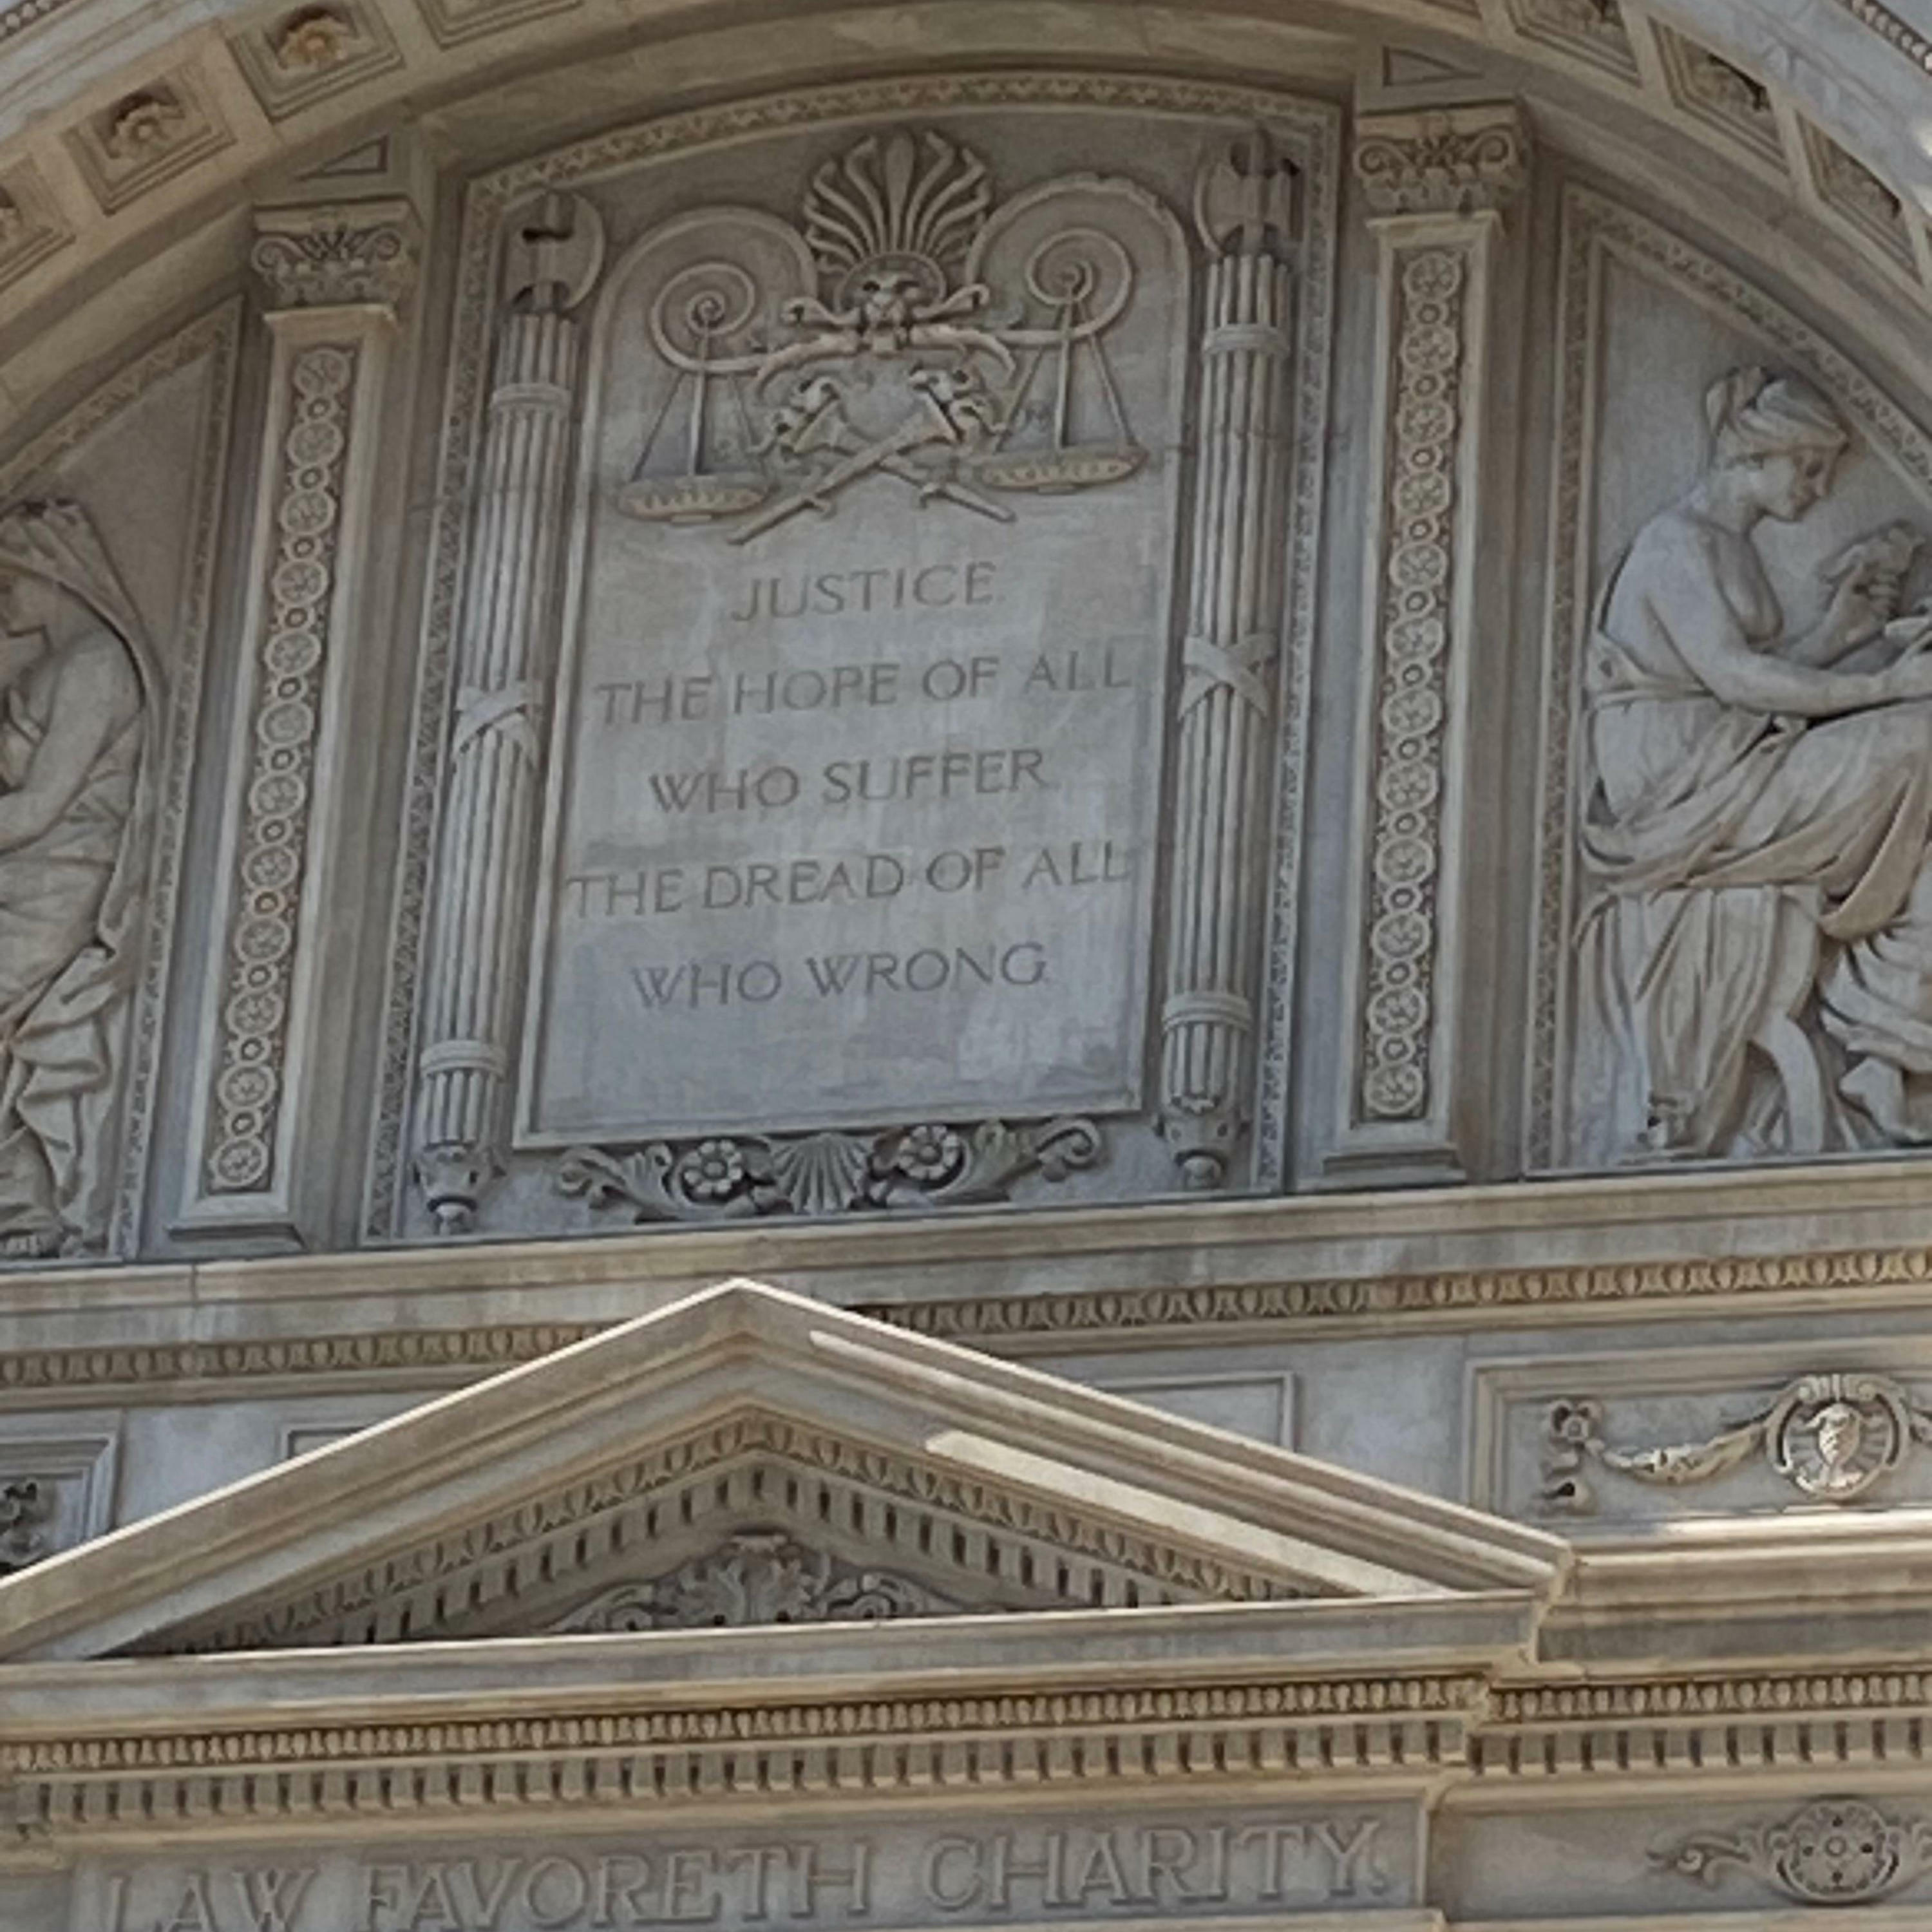 JUSTICE
THE HOPE OF ALL
WHO SUFFER
THE DREAD OF ALL
WHO WRONG
LAW FAVORETH CHARITY.